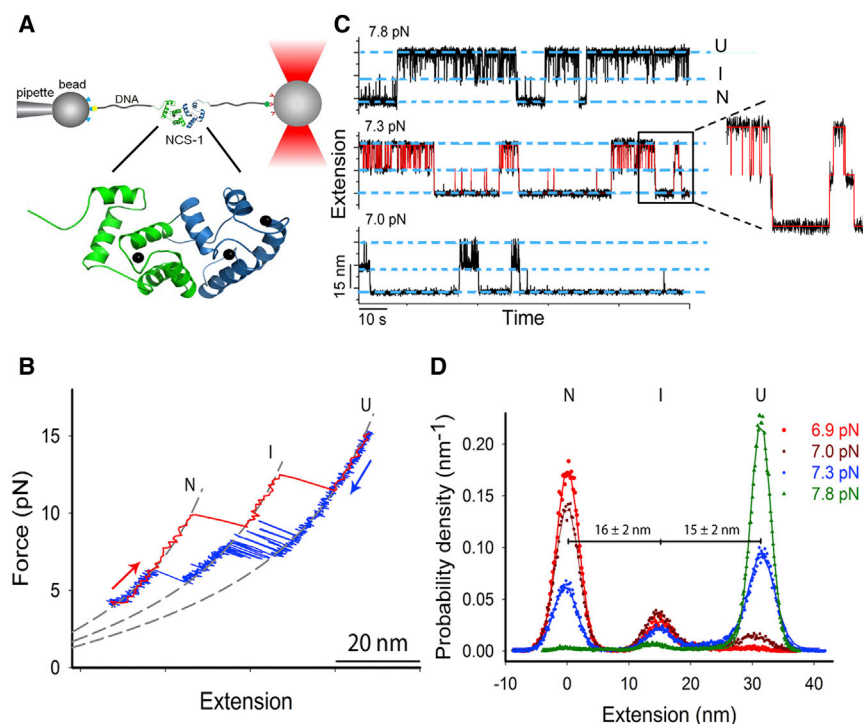 A
pipette
bead
DNA
NCS-1
B
Force (pN)
15
10
5
0
N
I
U
20 nm
Extension
C
7.8 pN
U
I
N
7.3 pN
7.0 pN
Extension
15 nm
10 s
Time
D
N
I
U
Probability density (nm⁻¹)
0.20
0.15
0.10
0.05
0.00
6.9 pN
7.0 pN
7.3 pN
7.8 pN
16 ± 2 nm
15 ± 2 nm
-10
0
10
20
30
40
Extension (nm)